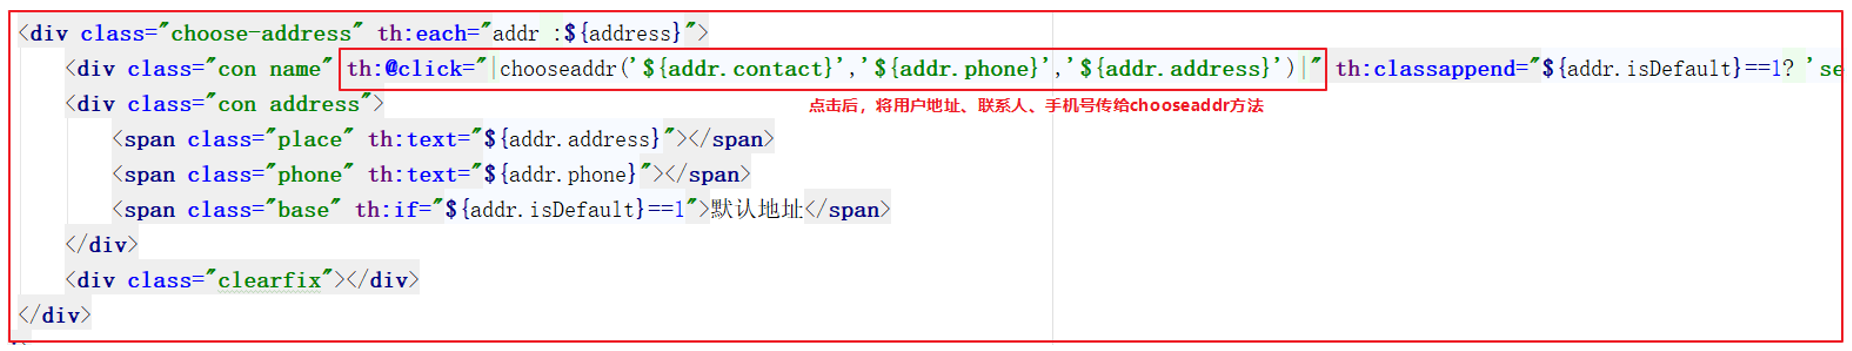 <div class="choose-address" th:each="addr :${address}">
<div class="con name" th:@click="|chooseaddr('${addr.contact}','${addr.phone}','${addr.address}')|" th:classappend="${addr.isDefault}==1? 'se
<div class="con address">
点击后，将用户地址、联系人、手机号传给chooseaddr方法
<span class="place" th:text="${addr.address}"></span>
<span class="phone" th:text="${addr.phone}"></span>
<span class="base" th:if="${addr.isDefault}==1">默认地址</span>
</div>
<div class="clearfix"></div>
</div>